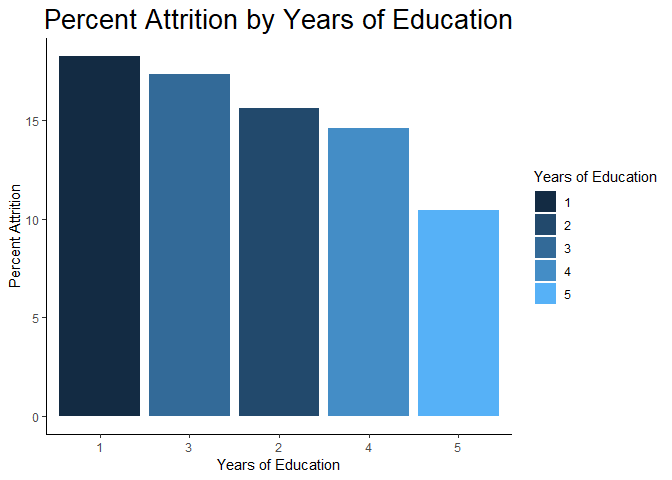 Percent Attrition by Years of Education
Percent Attrition
15
10
5
0
1 3 2 4 5
Years of Education
Years of Education
1
2
3
4
5